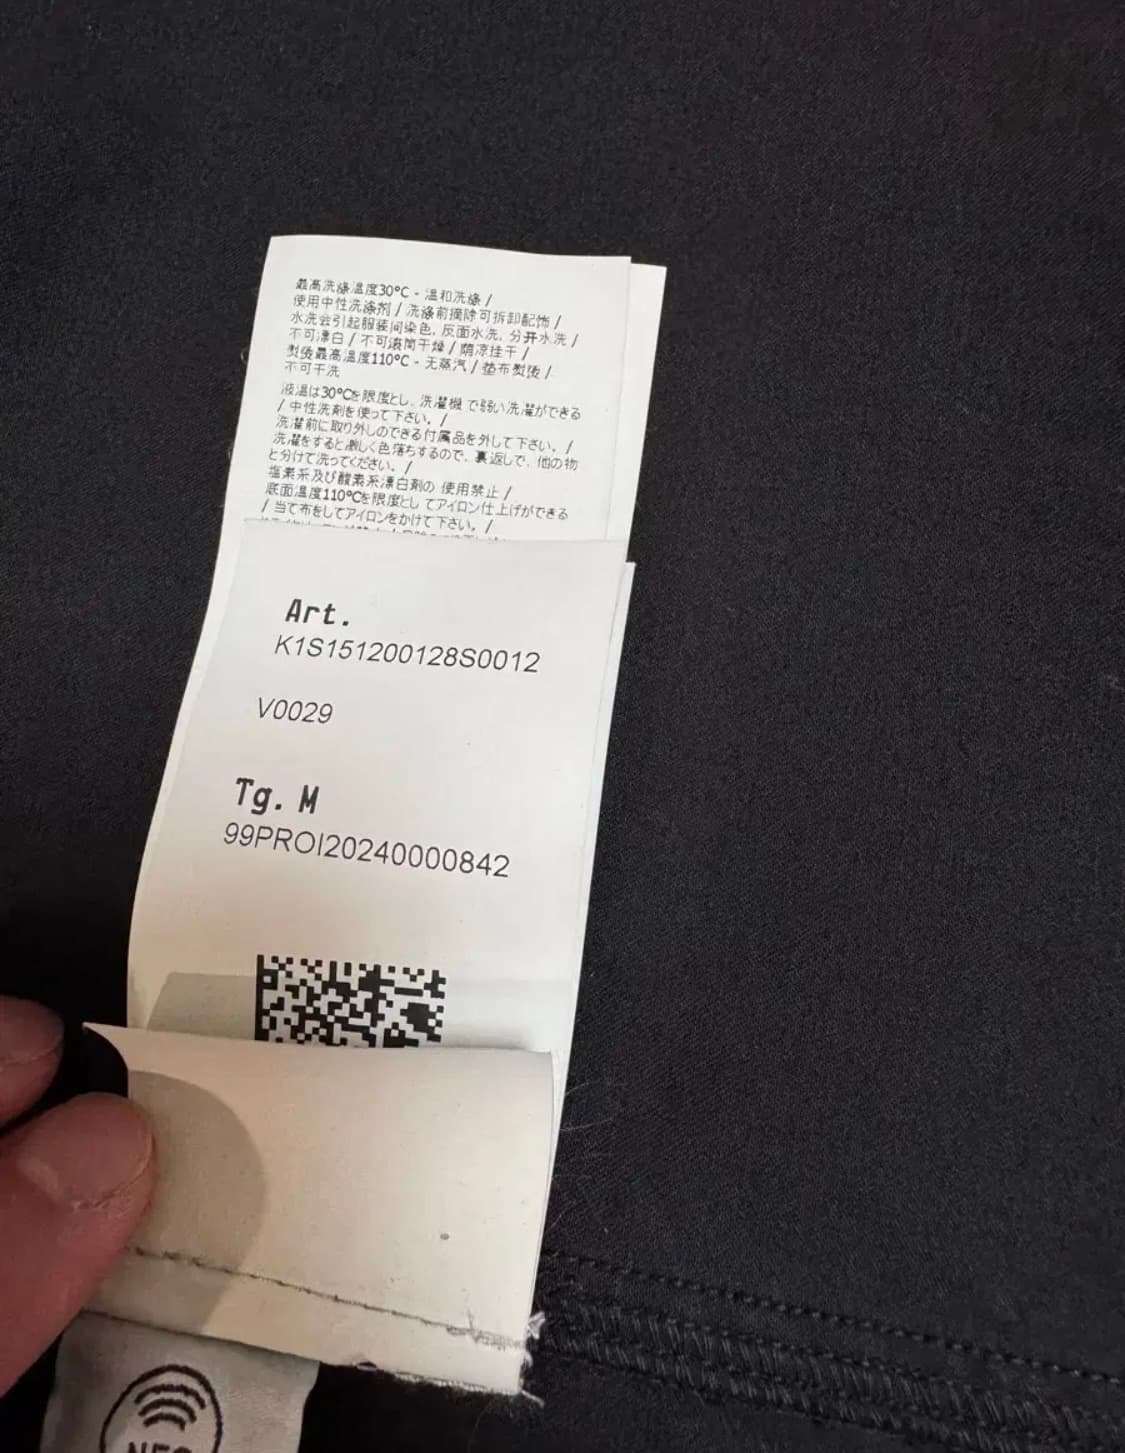 最高洗涤温度30°C - 温和洗涤 /
使用中性洗涤剂 / 洗涤前摘除可拆卸配饰 /
水洗会引起服装间染色, 反面水洗, 分开水洗 /
不可漂白 / 不可滚筒干燥 / 荫凉挂干 /
熨烫最高温度110°C - 无蒸汽 / 垫布熨烫 /
不可干洗
液温は30°Cを限度とし、洗濯機 で弱い洗濯ができる
/ 中性洗剤を使って下さい。 /
洗濯前に取り外しのできる付属品を外して下さい。 /
洗濯をすると激しく色落ちするので、裏返しで、他の物
と分けて洗ってください。 /
塩素系及び酸素系漂白剤の 使用禁止 /
底面温度110°Cを限度とし てアイロン仕上げができる
/ 当て布をしてアイロンをかけて下さい。 /
Art.
K1S151200128S0012
V0029
Tg. M
99PROI20240000842
NFC